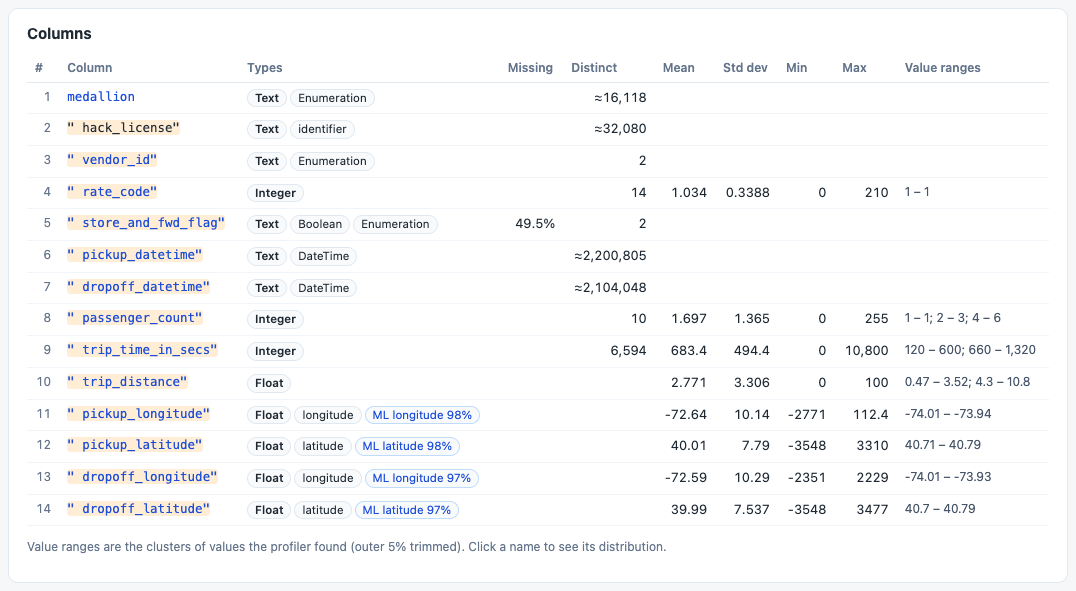 Columns
# Column Types Missing Distinct Mean Std dev Min Max Value ranges
1 medallion Text Enumeration ≈16,118
2 " hack_license" Text identifier ≈32,080
3 " vendor_id" Text Enumeration 2
4 " rate_code" Integer 14 1.034 0.3388 0 210 1 – 1
5 " store_and_fwd_flag" Text Boolean Enumeration 49.5% 2
6 " pickup_datetime" Text DateTime ≈2,200,805
7 " dropoff_datetime" Text DateTime ≈2,104,048
8 " passenger_count" Integer 10 1.697 1.365 0 255 1 – 1; 2 – 3; 4 – 6
9 " trip_time_in_secs" Integer 6,594 683.4 494.4 0 10,800 120 – 600; 660 – 1,320
10 " trip_distance" Float 2.771 3.306 0 100 0.47 – 3.52; 4.3 – 10.8
11 " pickup_longitude" Float longitude ML longitude 98% -72.64 10.14 -2771 112.4 -74.01 – -73.94
12 " pickup_latitude" Float latitude ML latitude 98% 40.01 7.79 -3548 3310 40.71 – 40.79
13 " dropoff_longitude" Float longitude ML longitude 97% -72.59 10.29 -2351 2229 -74.01 – -73.93
14 " dropoff_latitude" Float latitude ML latitude 97% 39.99 7.537 -3548 3477 40.7 – 40.79
Value ranges are the clusters of values the profiler found (outer 5% trimmed). Click a name to see its distribution.